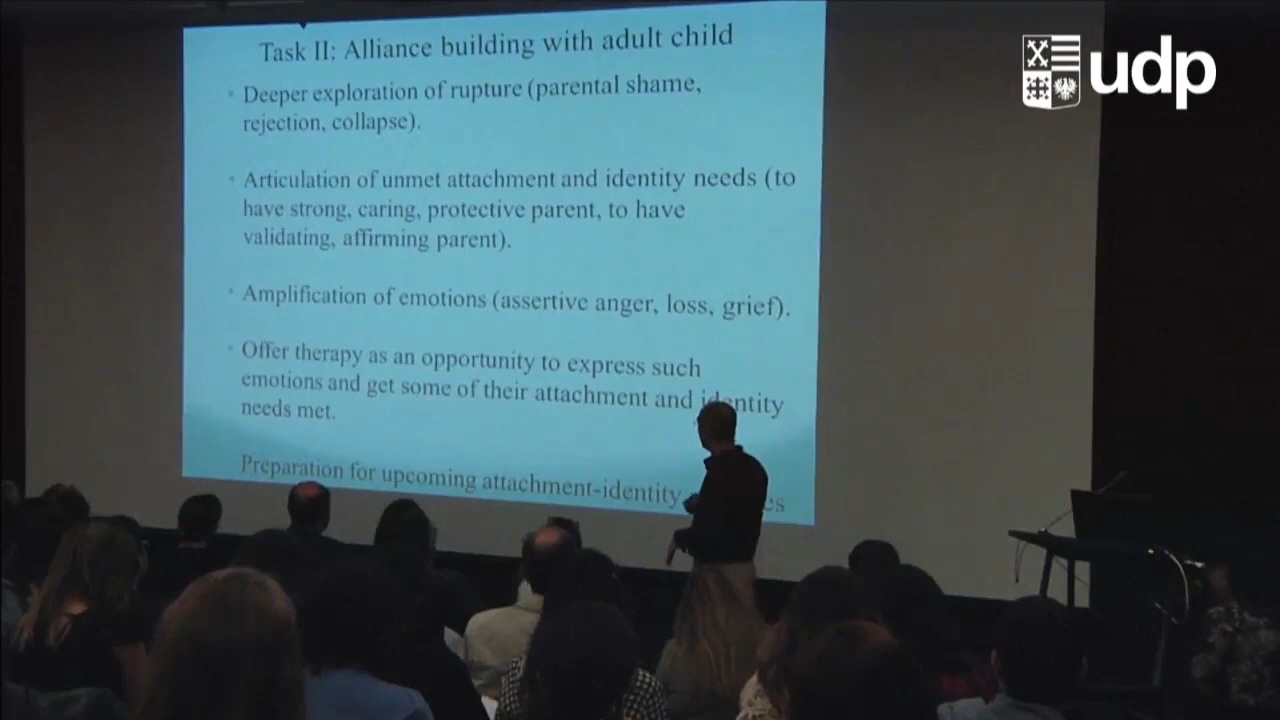 udp
Task II: Alliance building with adult child
Deeper exploration of rupture (parental shame,
rejection, collapse).
Articulation of unmet attachment and identity needs (to
have strong, caring, protective parent, to have
validating, affirming parent).
Amplification of emotions (assertive anger, loss, grief).
Offer therapy as an opportunity to express such
emotions and get some of their attachment and identity
needs met.
Preparation for upcoming attachment-identity